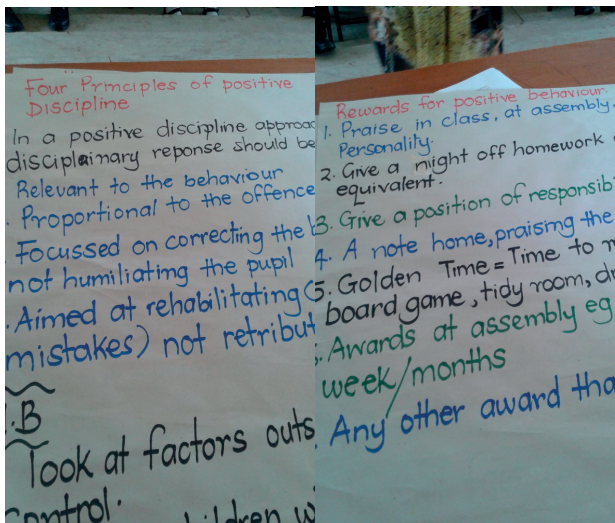 Four Principles of positive
DISCIPLINE
In a positive discipline approac
disciplainary reponse should be
Relevant to the behaviour
Proportional to the offence
Focussed on correcting the b
not humiliating the pupil
Aimed at rehabilitating (
mistakes) not retribut
.B
look at factors outs
control.
children w
Rewards for positive behaviour.
1. Praise in class, at assembly
Personality.
2. Give a night off homework
equivalent.
3. Give a position of responsib
4. A note home, praising the
5. Golden Time = Time to
board game, tidy room, dr
. Awards at assembly eg
week/months
. Any other award tha